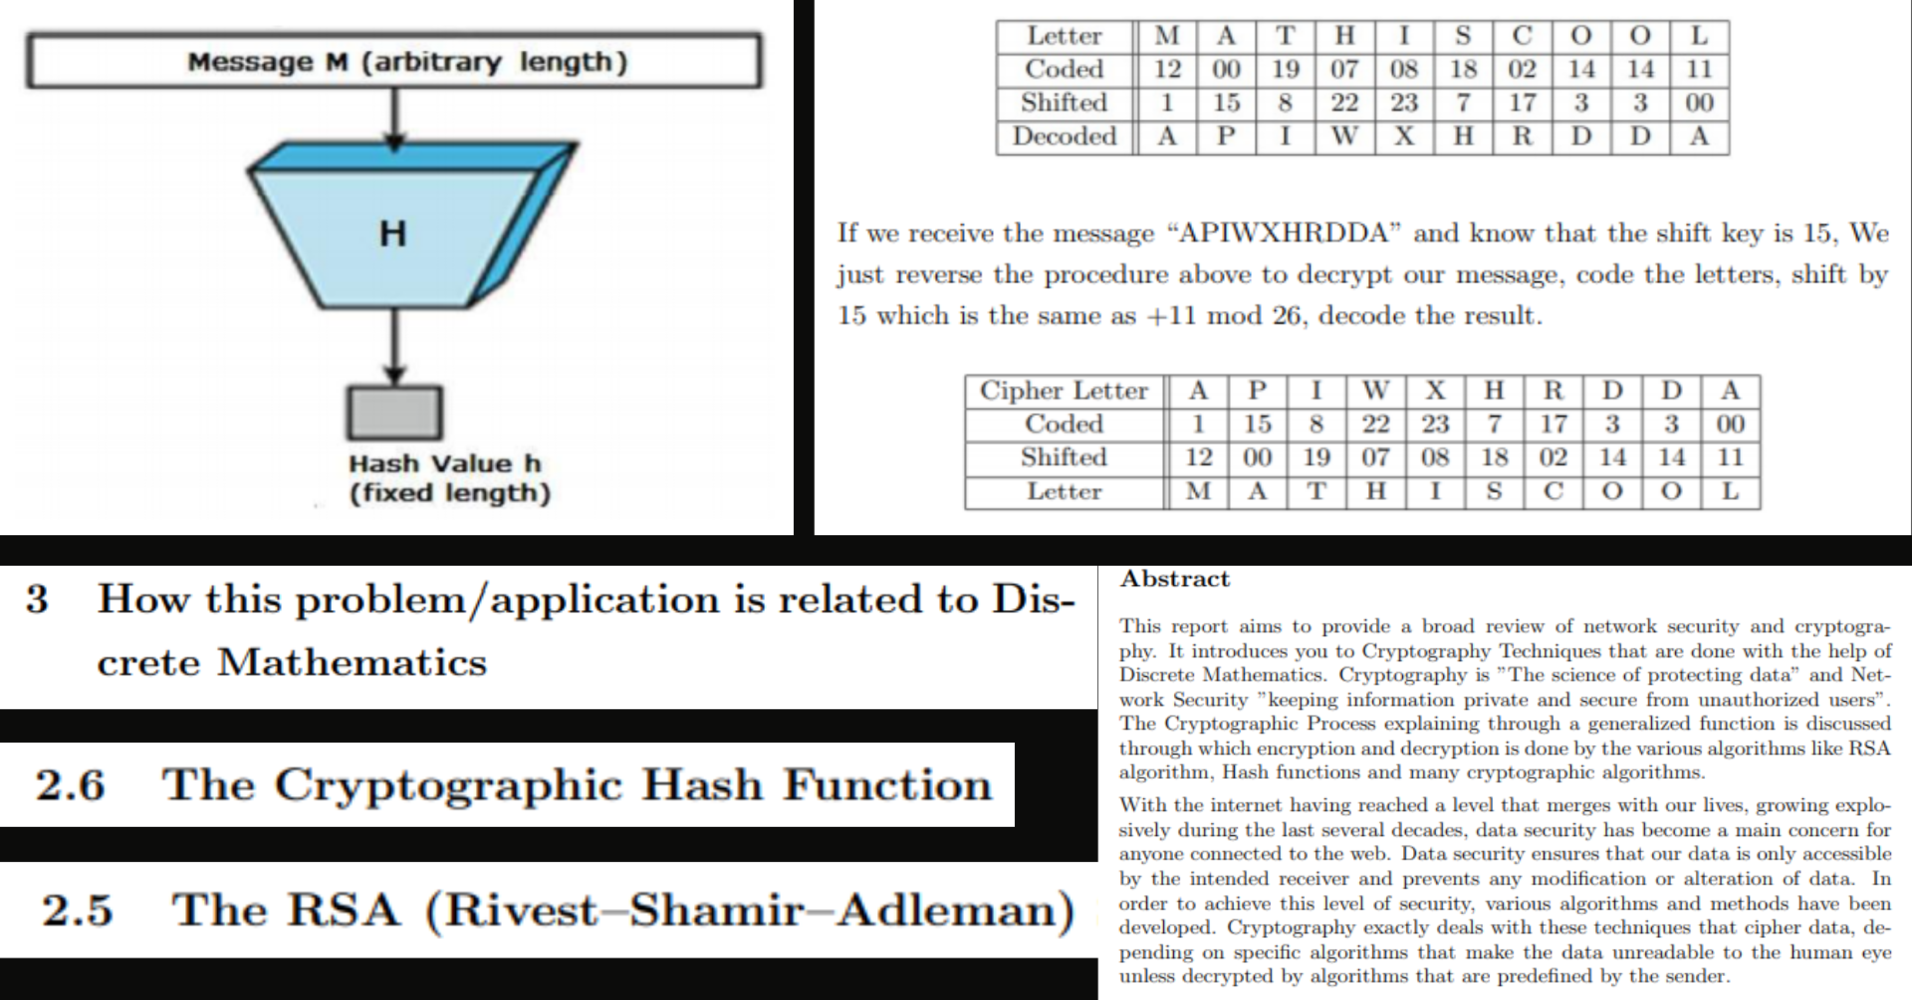 Message M (arbitrary length)
H
Hash Value h
(fixed length)
Letter M A T H I S C O O L
Coded 12 00 19 07 08 18 02 14 14 11
Shifted 1 15 8 22 23 7 17 3 3 00
Decoded A P I W X H R D D A
If we receive the message “APIWXHRDDA” and know that the shift key is 15, We
just reverse the procedure above to decrypt our message, code the letters, shift by
15 which is the same as +11 mod 26, decode the result.
Cipher Letter A P I W X H R D D A
Coded 1 15 8 22 23 7 17 3 3 00
Shifted 12 00 19 07 08 18 02 14 14 11
Letter M A T H I S C O O L
3 How this problem/application is related to Dis-
crete Mathematics
2.6 The Cryptographic Hash Function
2.5 The RSA (Rivest–Shamir–Adleman)
Abstract
This report aims to provide a broad review of network security and cryptogra-
phy. It introduces you to Cryptography Techniques that are done with the help of
Discrete Mathematics. Cryptography is ”The science of protecting data” and Net-
work Security ”keeping information private and secure from unauthorized users”.
The Cryptographic Process explaining through a generalized function is discussed
through which encryption and decryption is done by the various algorithms like RSA
algorithm, Hash functions and many cryptographic algorithms.
With the internet having reached a level that merges with our lives, growing explo-
sively during the last several decades, data security has become a main concern for
anyone connected to the web. Data security ensures that our data is only accessible
by the intended receiver and prevents any modification or alteration of data. In
order to achieve this level of security, various algorithms and methods have been
developed. Cryptography exactly deals with these techniques that cipher data, de-
pending on specific algorithms that make the data unreadable to the human eye
unless decrypted by algorithms that are predefined by the sender.